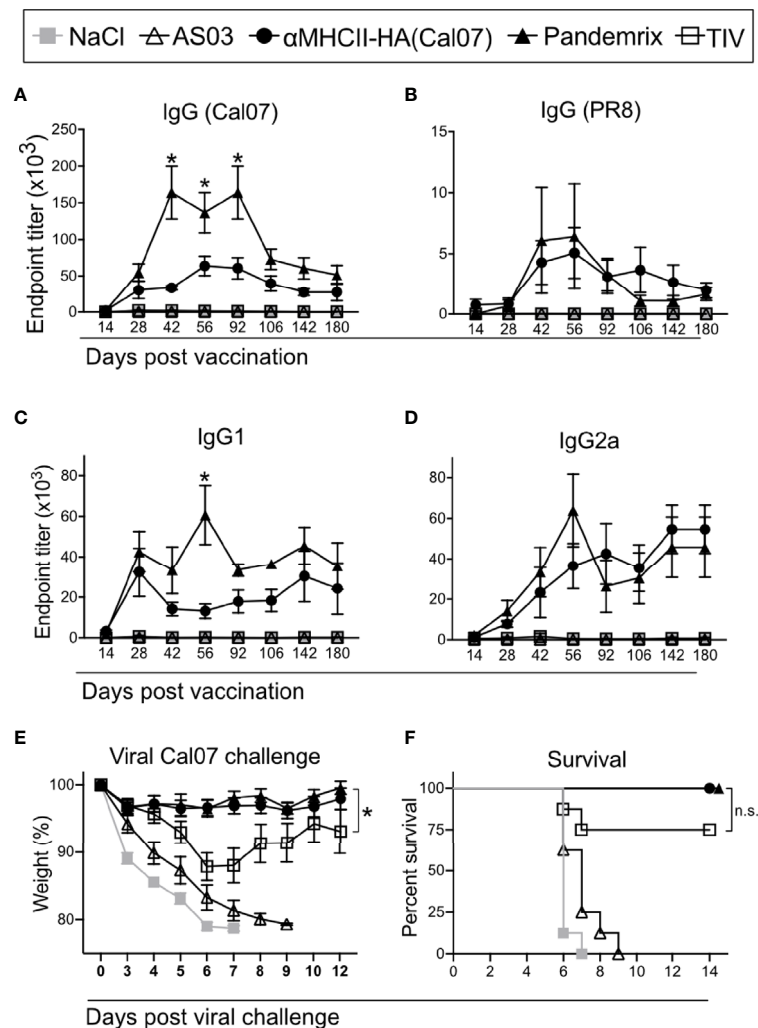 NaCl AS03 αMHCII-HA(Cal07) Pandemrix TIV
A
IgG (Cal07)
Endpoint titer (x10³)
250
200
150
100
50
0
* * *
14 28 42 56 92 106 142 180
B
IgG (PR8)
15
10
5
0
14 28 42 56 92 106 142 180
Days post vaccination
C
IgG1
Endpoint titer (x10³)
80
60
40
20
0
*
14 28 42 56 92 106 142 180
D
IgG2a
80
60
40
20
0
14 28 42 56 92 106 142 180
Days post vaccination
E
Viral Cal07 challenge
Weight (%)
100
90
80
*
0 3 4 5 6 7 8 9 10 12
F
Survival
Percent survival
100
75
50
25
0
n.s.
0 2 4 6 8 10 12 14
Days post viral challenge